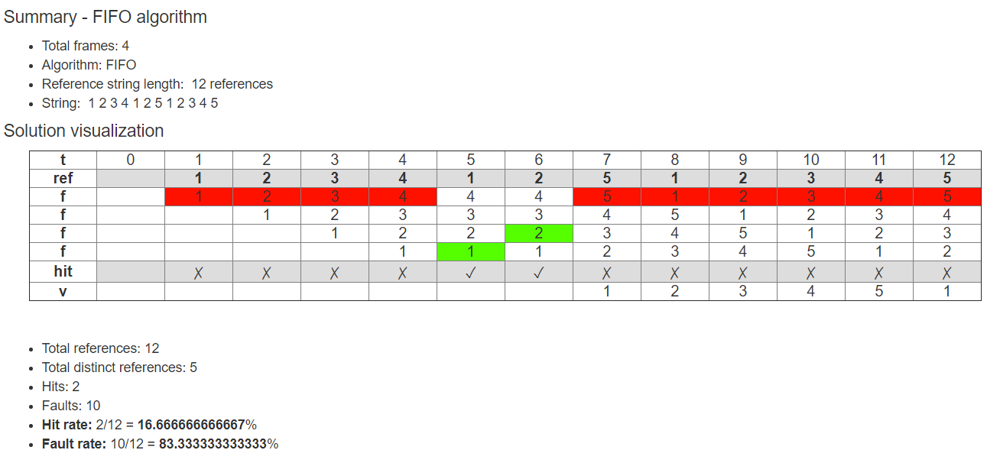 Summary - FIFO algorithm
Total frames: 4
Algorithm: FIFO
Reference string length:  12 references
String:  1 2 3 4 1 2 5 1 2 3 4 5
Solution visualization
t 0 1 2 3 4 5 6 7 8 9 10 11 12
ref 1 2 3 4 1 2 5 1 2 3 4 5
f 1 2 3 4 4 4 5 1 2 3 4 5
f 1 2 3 3 3 4 5 1 2 3 4
f 1 2 2 2 3 4 5 1 2 3
f 1 1 1 2 3 4 5 1 2
hit ✗ ✗ ✗ ✗ ✓ ✓ ✗ ✗ ✗ ✗ ✗ ✗
v 1 2 3 4 5 1
Total references: 12
Total distinct references: 5
Hits: 2
Faults: 10
Hit rate: 2/12 = 16.666666666667%
Fault rate: 10/12 = 83.333333333333%